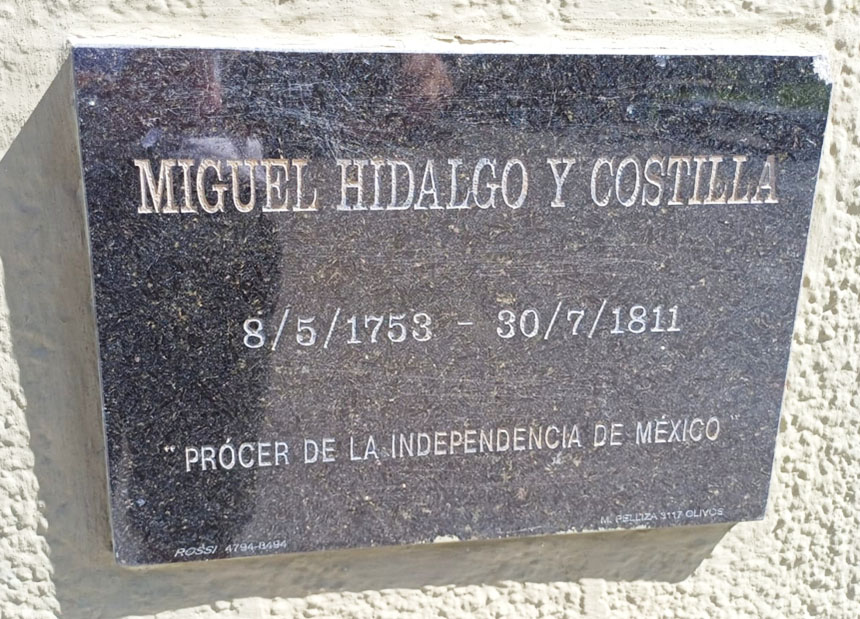 MIGUEL HIDALGO Y COSTILLA
8/5/1753 - 30/7/1811
" PRÓCER DE LA INDEPENDENCIA DE MÉXICO "
ROSSI 4794-8494
M. PELLIZA 3117 OLIVOS